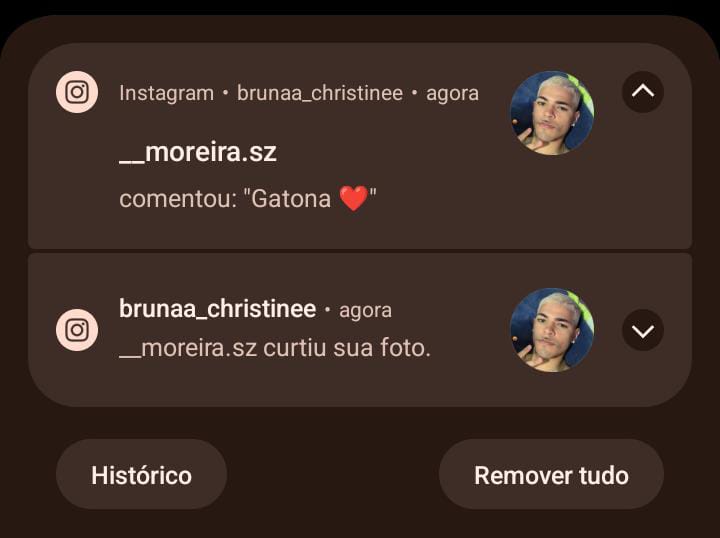 Instagram • brunaa_christinee • agora
__moreira.sz
comentou: "Gatona ❤️"
brunaa_christinee • agora
__moreira.sz curtiu sua foto.
Histórico
Remover tudo